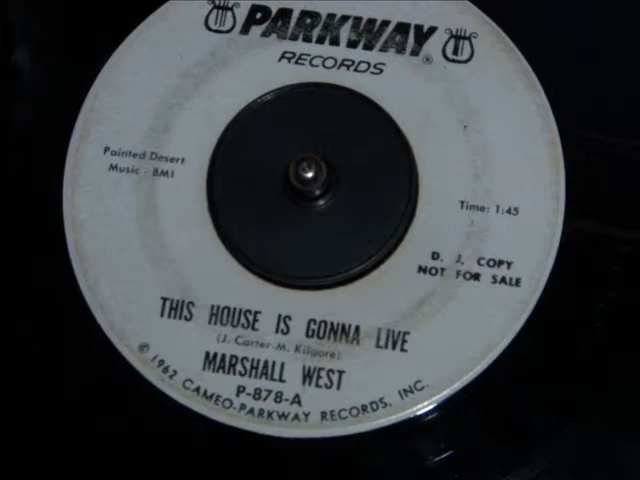 PARKWAY®
RECORDS
Painted Desert
Music - BMI
Time: 1:45
D. J. COPY
NOT FOR SALE
THIS HOUSE IS GONNA LIVE
(J. Carter-M. Kilgore)
MARSHALL WEST
P-878-A
© 1962 CAMEO-PARKWAY RECORDS, INC.